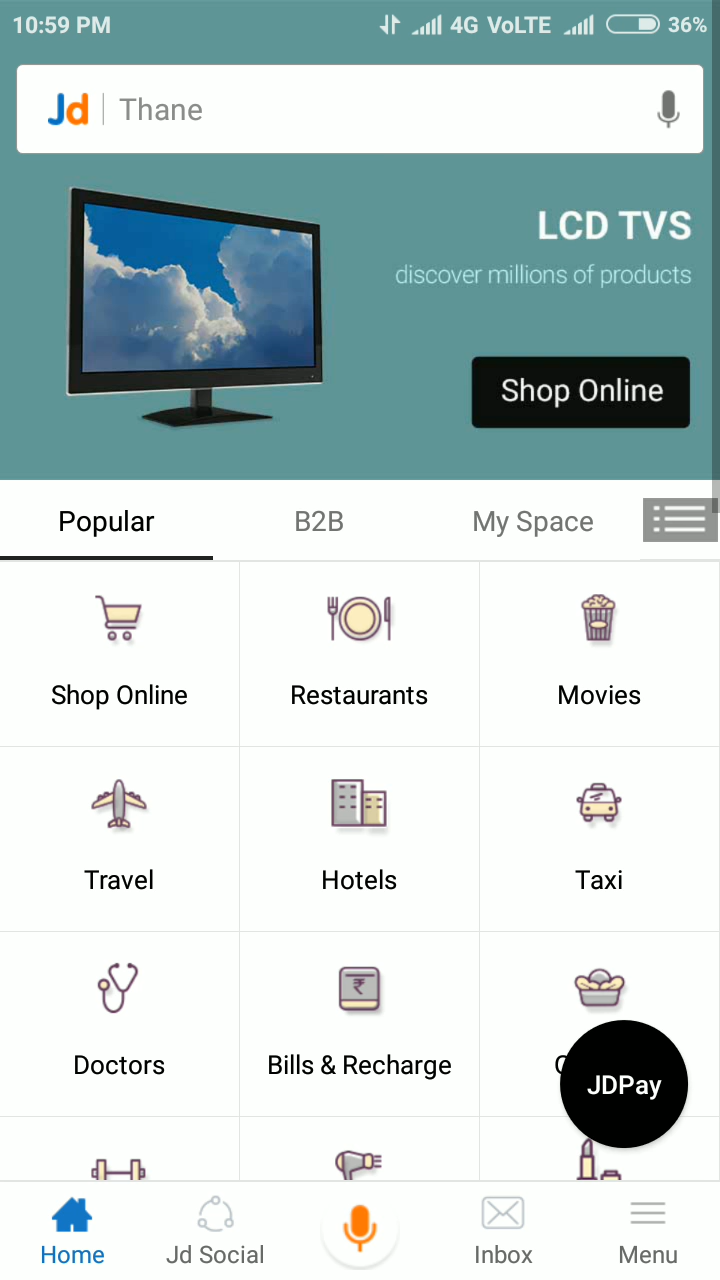 10:59 PM 4G VoLTE 36%
Jd Thane
LCD TVS
discover millions of products
Shop Online
Popular B2B My Space
Shop Online Restaurants Movies
Travel Hotels Taxi
Doctors Bills & Recharge
JDPay
Home Jd Social Inbox Menu